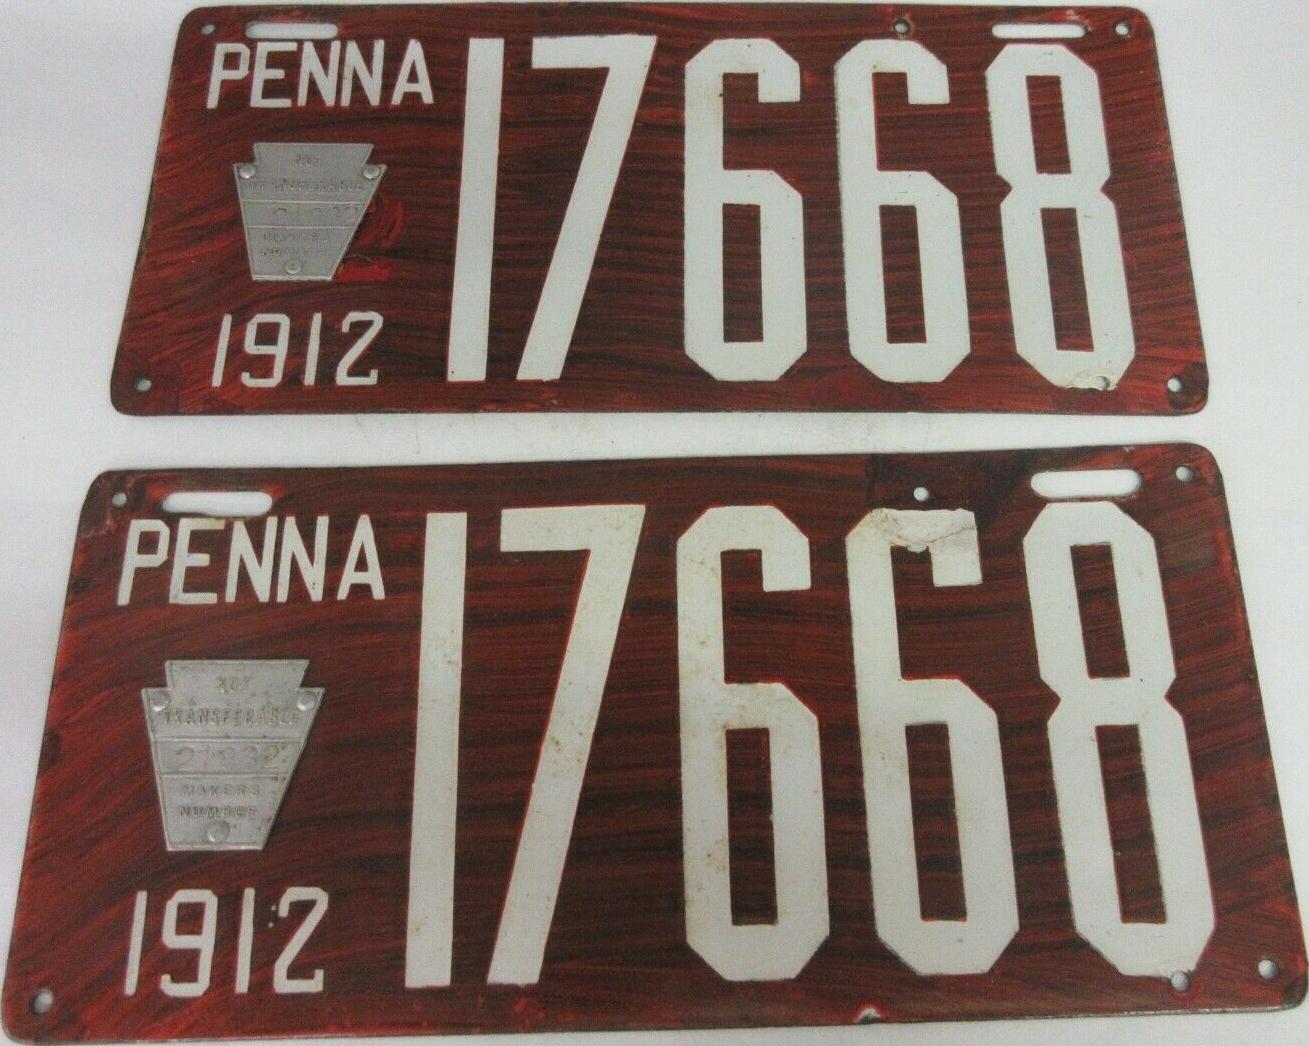 PENNA
17668
NOT
TRANSFERABLE
MAKERS
NUMBER
1912
PENNA
17668
NOT
TRANSFERABLE
MAKERS
NUMBER
1912